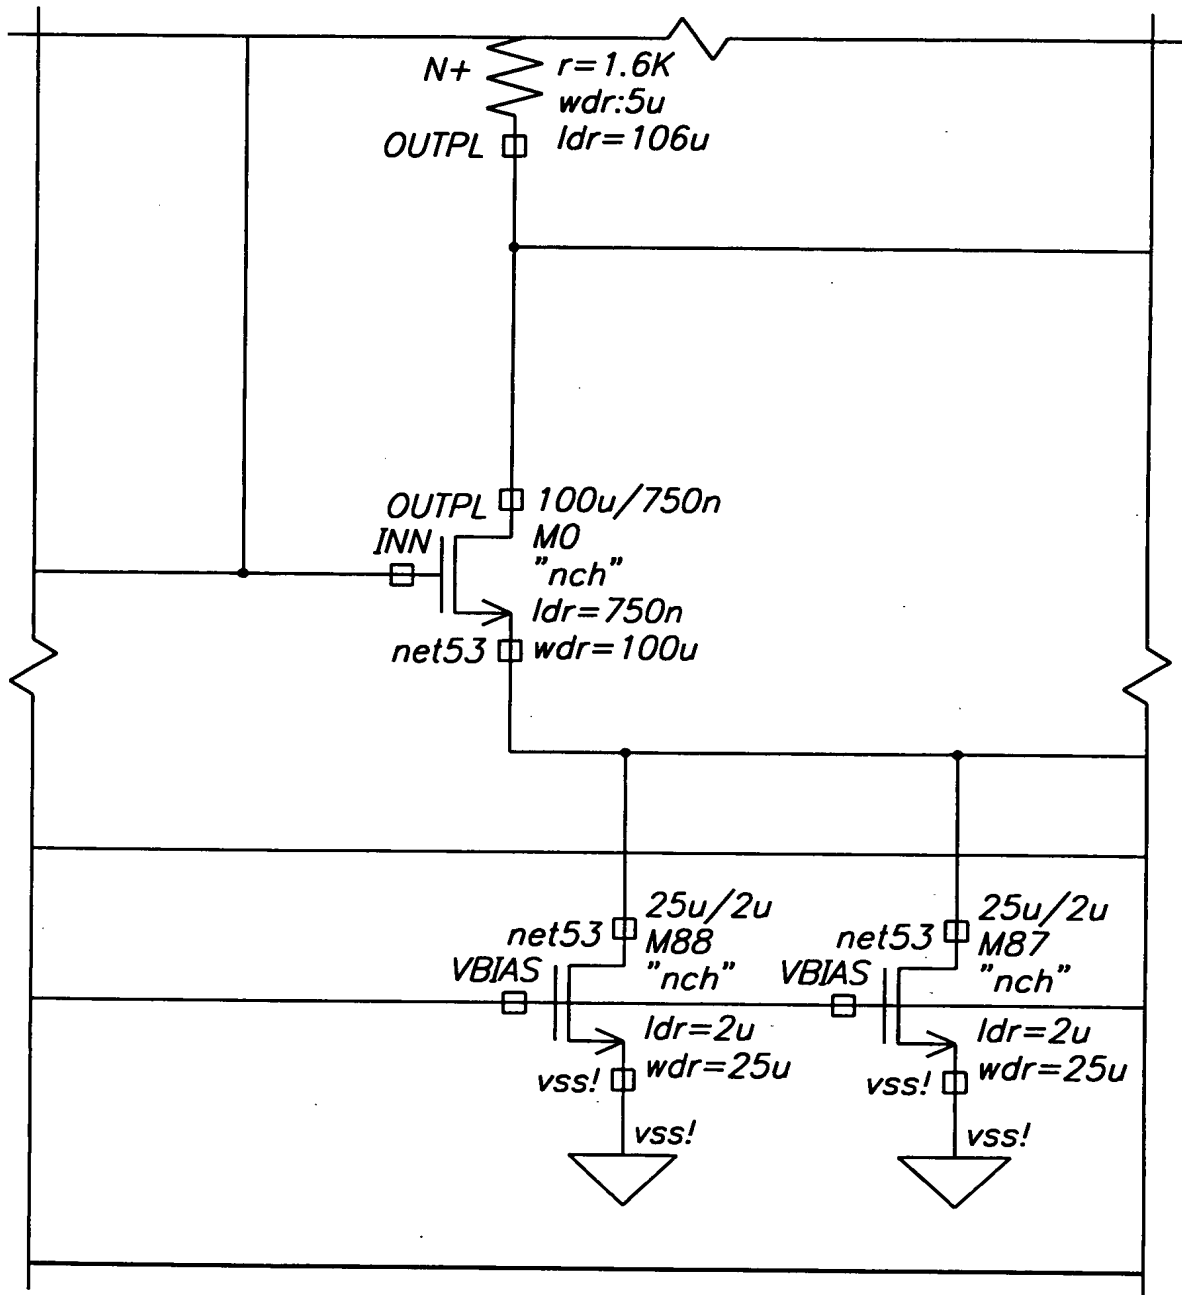 N+
r=1.6K
wdr:5u
OUTPL
ldr=106u
OUTPL
100u/750n
INN
M0
"nch"
ldr=750n
net53
wdr=100u
25u/2u
net53
M88
VBIAS
"nch"
ldr=2u
vss!
wdr=25u
vss!
25u/2u
net53
M87
VBIAS
"nch"
ldr=2u
vss!
wdr=25u
vss!